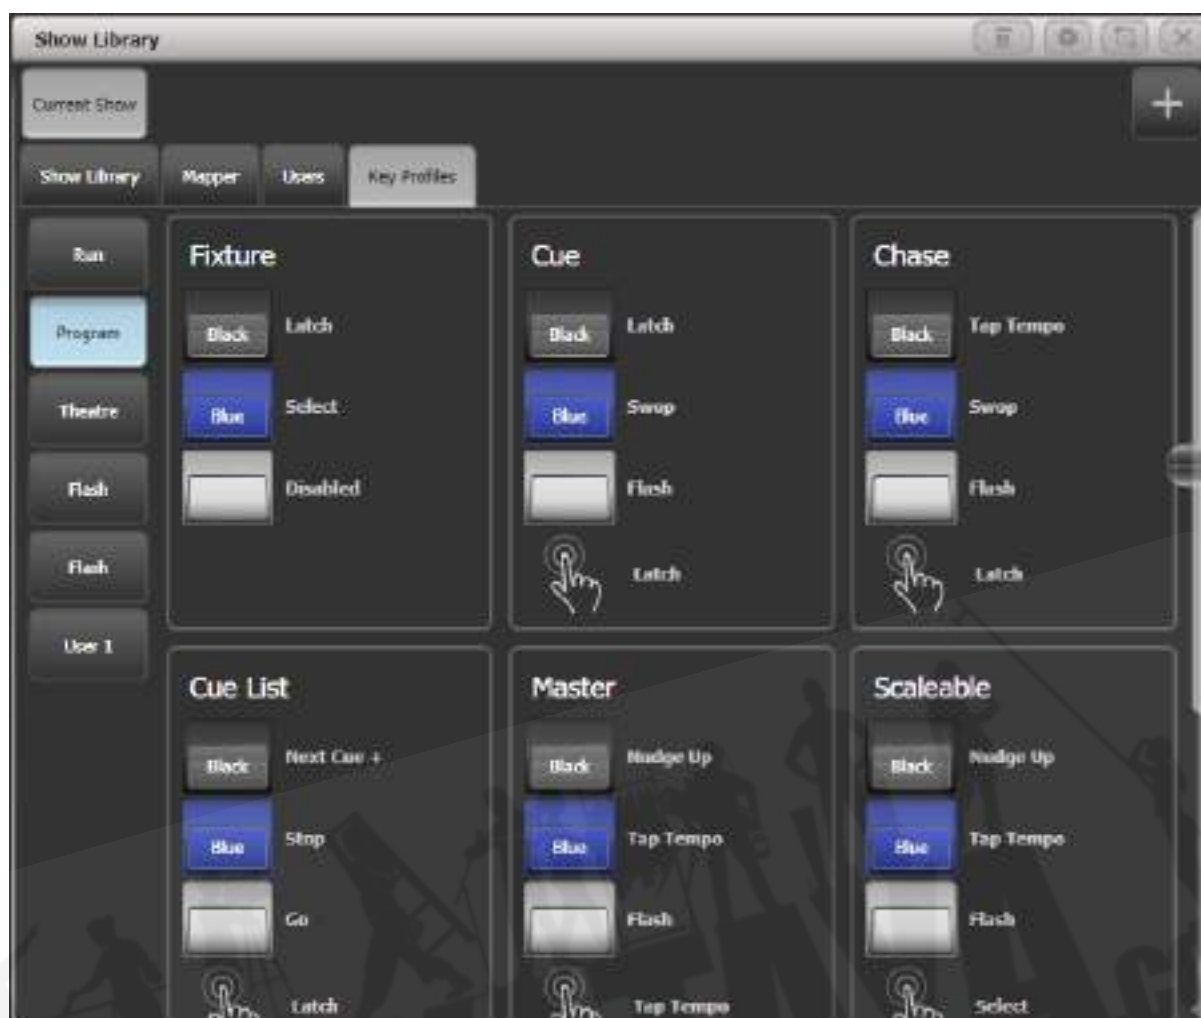 Show Library
Current Show
+
Show Library Mapper Users Key Profiles
Run
Program
Theatre
Flash
Flash
User 1
Fixture
Black Latch
Blue Select
Disabled
Cue
Black Latch
Blue Swop
Flash
Latch
Chase
Black Tap Tempo
Blue Swop
Flash
Latch
Cue List
Black Next Cue +
Blue Stop
Go
Latch
Master
Black Nudge Up
Blue Tap Tempo
Flash
Tap Tempo
Scaleable
Black Nudge Up
Blue Tap Tempo
Flash
Select